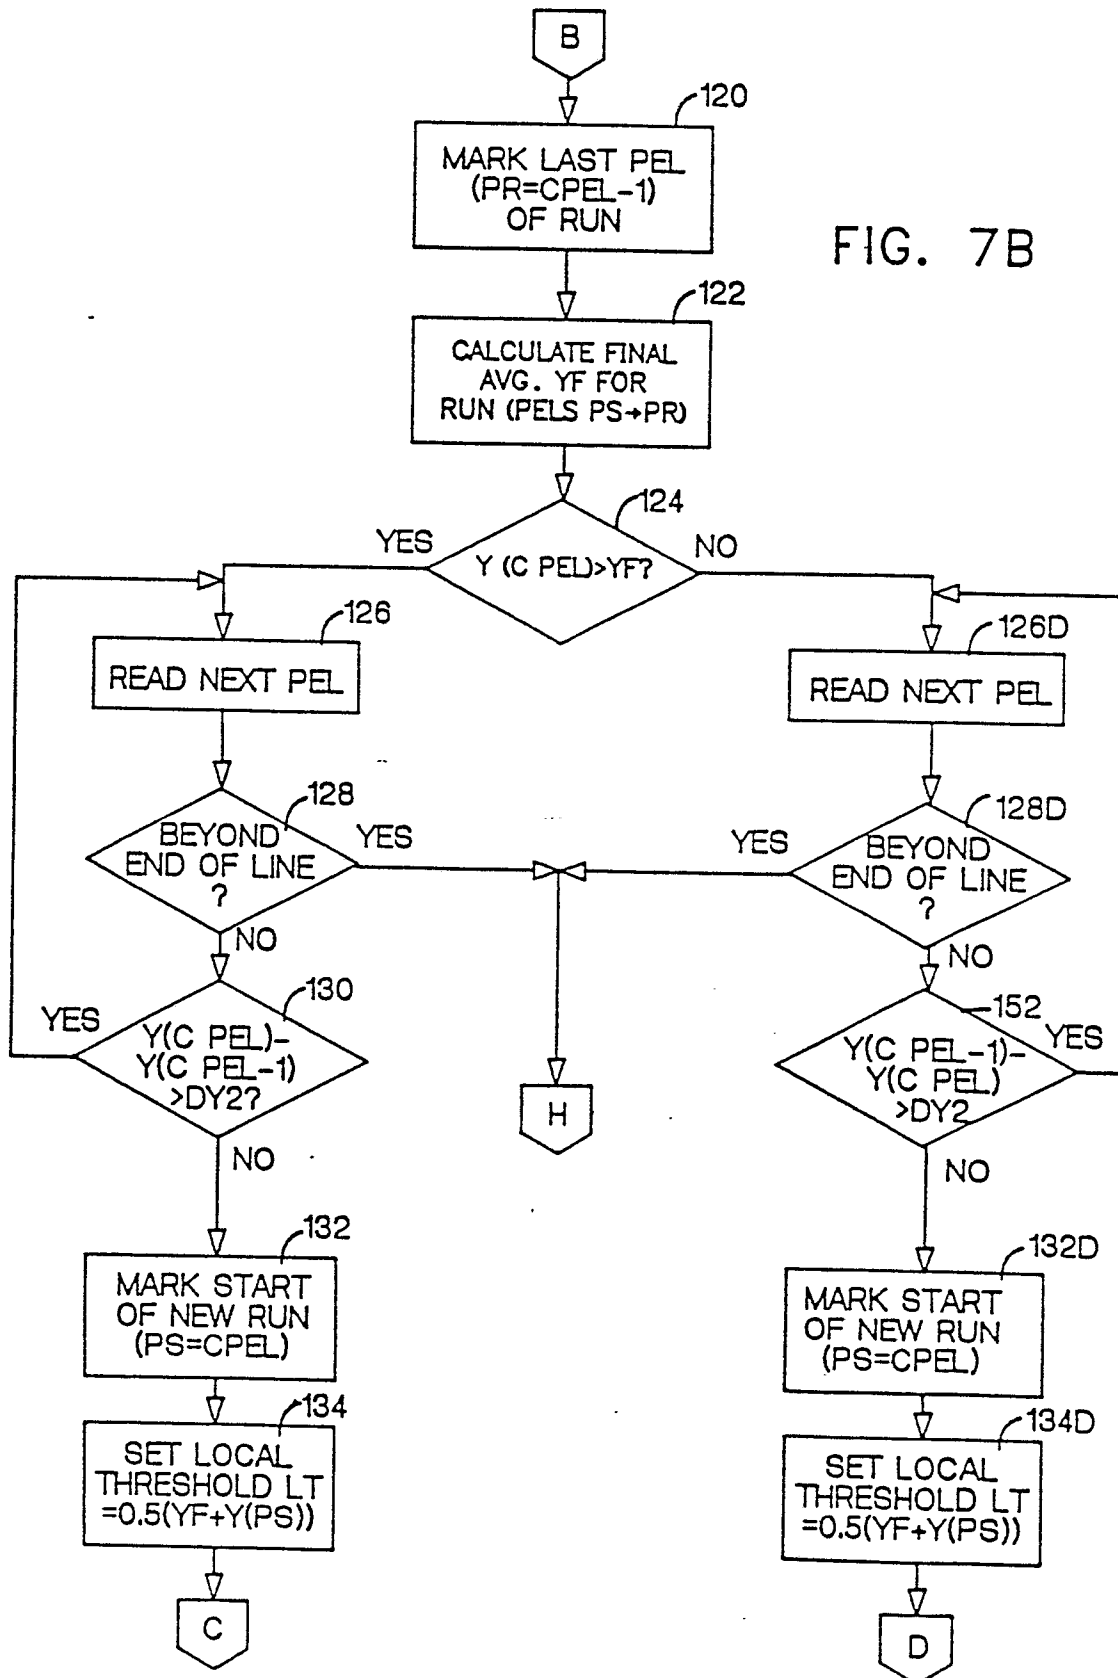 B
120
MARK LAST PEL
(PR=CPEL-1)
OF RUN
FIG. 7B
122
CALCULATE FINAL
AVG. YF FOR
RUN (PELS PS→PR)
124
YES
Y (C PEL)>YF?
NO
126
READ NEXT PEL
126D
READ NEXT PEL
128
BEYOND
END OF LINE
?
YES
NO
128D
YES
BEYOND
END OF LINE
?
NO
130
YES
Y(C PEL)-
Y(C PEL-1)
>DY2?
NO
152
YES
Y(C PEL-1)-
Y(C PEL)
>DY2
NO
H
132
MARK START
OF NEW RUN
(PS=CPEL)
132D
MARK START
OF NEW RUN
(PS=CPEL)
134
SET LOCAL
THRESHOLD LT
=0.5(YF+Y(PS))
134D
SET LOCAL
THRESHOLD LT
=0.5(YF+Y(PS))
C
D